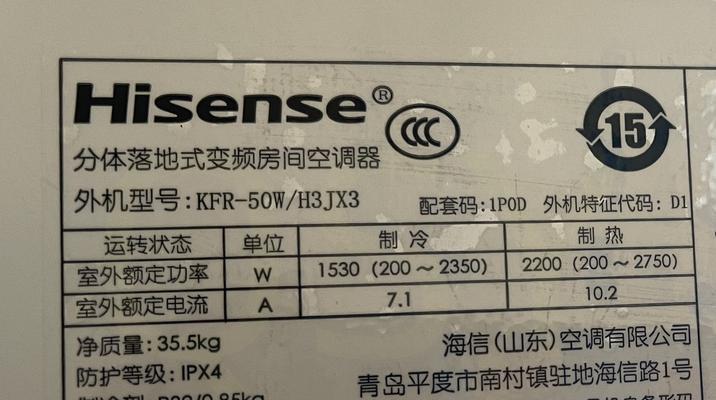 Hisense®
CCC
15
分体落地式变频房间空调器
外机型号:KFR-50W/H3JX3 配套码:1P0D 外机特征代码: D1
运转状态 单位 制 冷 制 热
室外额定功率 W 1530 (200～2350) 2200 (200～2750)
室外额定电流 A 7.1 10.2
净质量: 35.5kg 海信(山东)空调有限公司
防护等级: IPX4 青岛平度市南村镇驻地海信路1号